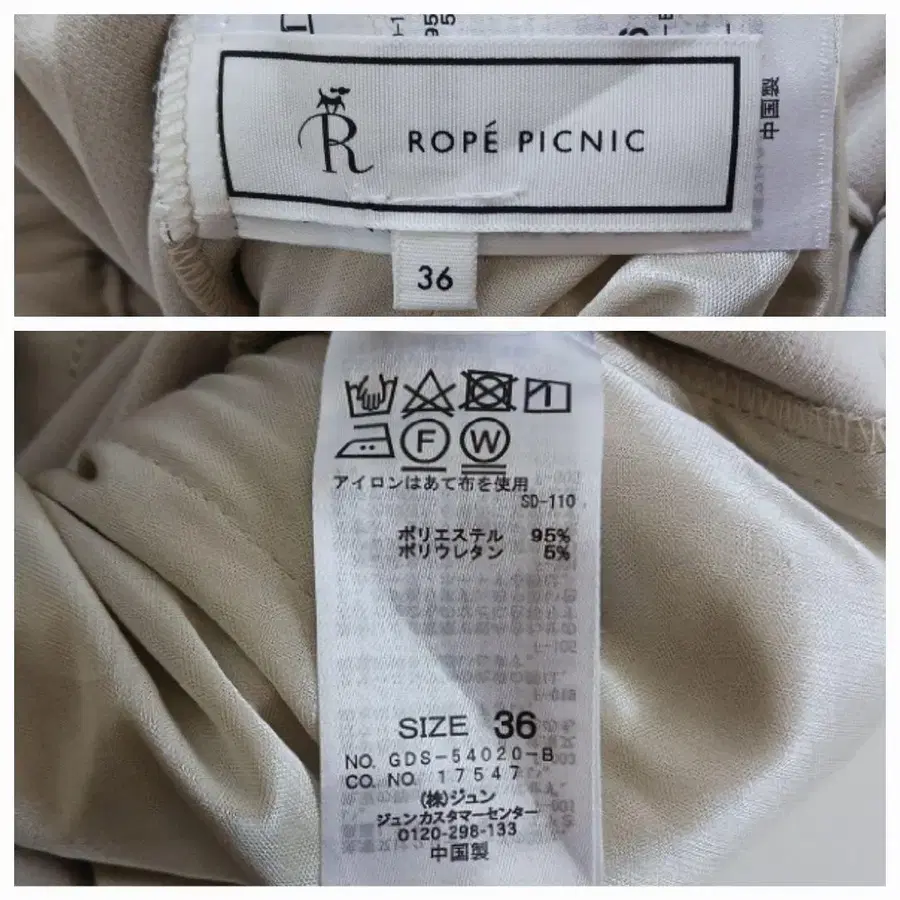 R ROPÉ PICNIC
中国製
36
F W
アイロンはあて布を使用
SD-110
ポリエステル 95%
ポリウレタン 5%
SIZE 36
NO. GDS-54020-B
CO. NO. 17547
(株)ジュン
ジュンカスタマーセンター
0120-298-133
中国製